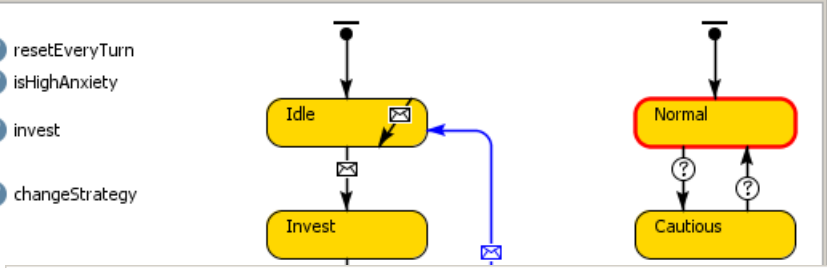 resetEveryTurn
isHighAnxiety
invest
changeStrategy
Idle
Invest
Normal
?
?
Cautious